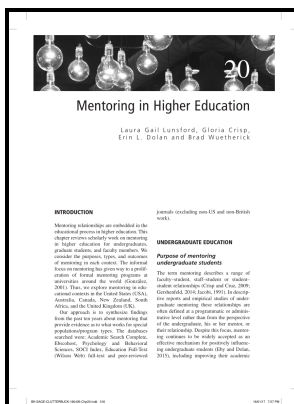 20
Mentoring in Higher Education
Laura Gail Lunsford, Gloria Crisp,
Erin L. Dolan and Brad Wuetherick
INTRODUCTION
Mentoring relationships are embedded in the
educational process in higher education. This
chapter reviews scholarly work on mentoring
in higher education for undergraduates,
graduate students, and faculty members. We
consider the purposes, types, and outcomes
of mentoring in each context. The informal
focus on mentoring has given way to a prolif-
eration of formal mentoring programs at
universities around the world (González,
2001). Thus, we explore mentoring in edu-
cational contexts in the United States (USA),
Australia, Canada, New Zealand, South
Africa, and the United Kingdom (UK).
Our approach is to synthesize findings
from the past ten years about mentoring that
provide evidence as to what works for special
populations/program types. The databases
searched were: Academic Search Complete,
Ebscohost, Psychology and Behavioral
Sciences, SOCI Index, Education Full-Text
(Wilson Web) full-text and peer-reviewed
journals (excluding non-US and non-British
work).
UNDERGRADUATE EDUCATION
Purpose of mentoring
undergraduate students
The term mentoring describes a range of
faculty–student, staff–student or student–
student relationships (Crisp and Cruz, 2009;
Gershenfeld, 2014; Jacobi, 1991). In descrip-
tive reports and empirical studies of under-
graduate mentoring these relationships are
often defined at a programmatic or adminis-
trative level rather than from the perspective
of the undergraduate, his or her mentor, or
their relationship. Despite this focus, mentor-
ing continues to be widely accepted as an
effective mechanism for positively influenc-
ing undergraduate students (Eby and Dolan,
2015), including improving their academic